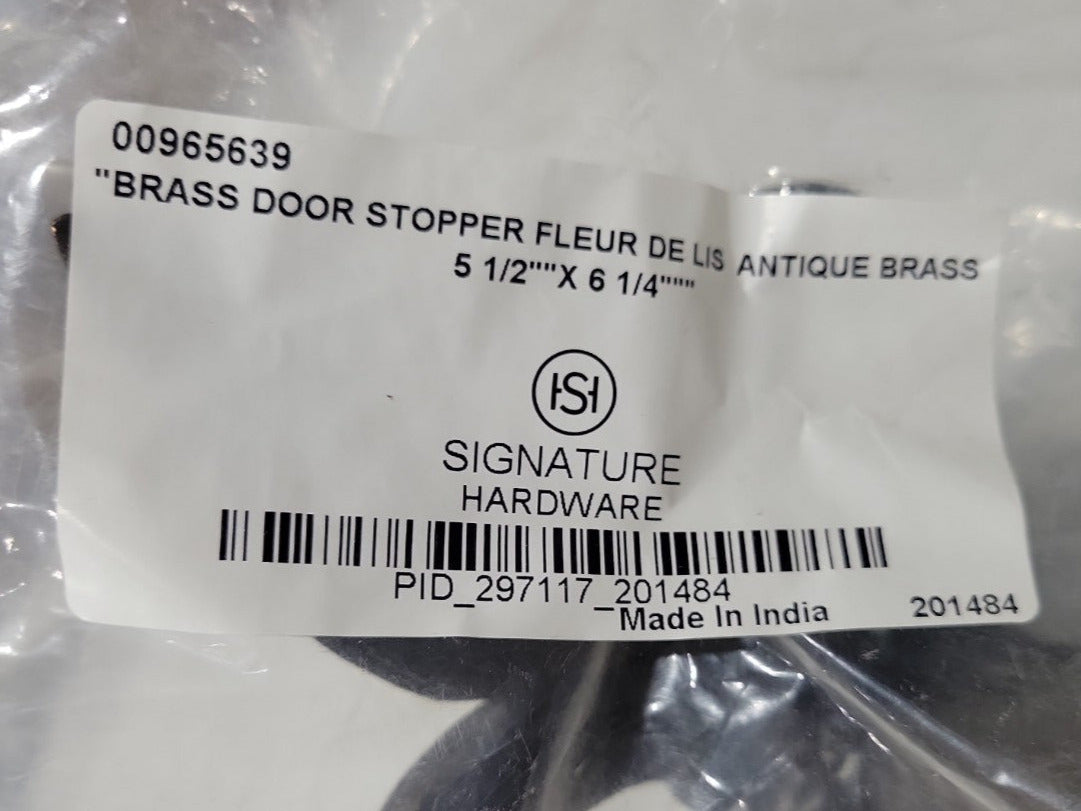 00965639
"BRASS DOOR STOPPER FLEUR DE LIS ANTIQUE BRASS
5 1/2""X 6 1/4"""
HSH
SIGNATURE
HARDWARE
PID_297117_201484
Made In India 201484